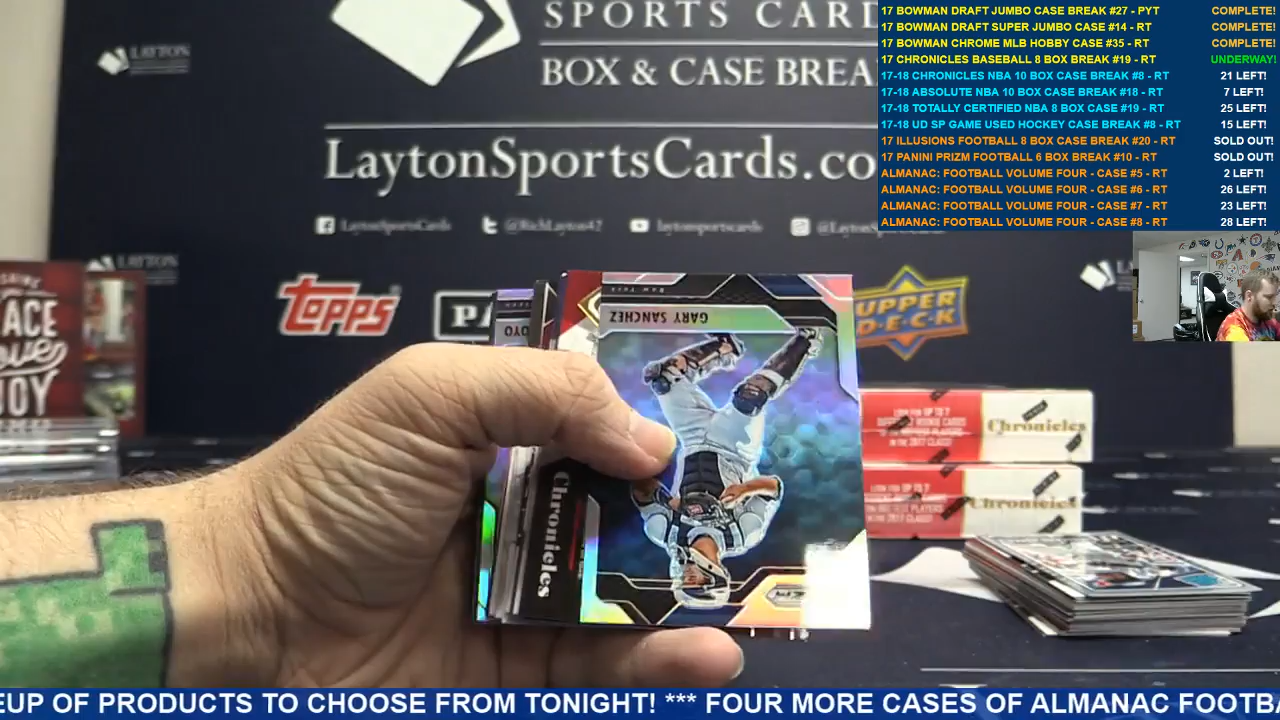 SPORTS CARD
BOX & CASE BREA
LaytonSportsCards.co
LaytonSportsCards
@RichLayton47
laytonsportscards
LAYTON
17 BOWMAN DRAFT JUMBO CASE BREAK #27 - PYT COMPLETE!
17 BOWMAN DRAFT SUPER JUMBO CASE #14 - RT COMPLETE!
17 BOWMAN CHROME MLB HOBBY CASE #35 - RT COMPLETE!
17 CHRONICLES BASEBALL 8 BOX BREAK #19 - RT UNDERWAY!
17-18 CHRONICLES NBA 10 BOX CASE BREAK #8 - RT 21 LEFT!
17-18 ABSOLUTE NBA 10 BOX CASE BREAK #18 - RT 7 LEFT!
17-18 TOTALLY CERTIFIED NBA 8 BOX CASE #19 - RT 25 LEFT!
17-18 UD SP GAME USED HOCKEY CASE BREAK #8 - RT 15 LEFT!
17 ILLUSIONS FOOTBALL 8 BOX CASE BREAK #20 - RT SOLD OUT!
17 PANINI PRIZM FOOTBALL 6 BOX BREAK #10 - RT SOLD OUT!
ALMANAC: FOOTBALL VOLUME FOUR - CASE #5 - RT 2 LEFT!
ALMANAC: FOOTBALL VOLUME FOUR - CASE #6 - RT 26 LEFT!
ALMANAC: FOOTBALL VOLUME FOUR - CASE #7 - RT 23 LEFT!
ALMANAC: FOOTBALL VOLUME FOUR - CASE #8 - RT 28 LEFT!
TOPPS
PA
UPPER
DECK
ACE
ove
JOY
OYO
GARY SANCHEZ
Chronicles
Chronicles
Chronicles
EUP OF PRODUCTS TO CHOOSE FROM TONIGHT! *** FOUR MORE CASES OF ALMANAC FOOTBA